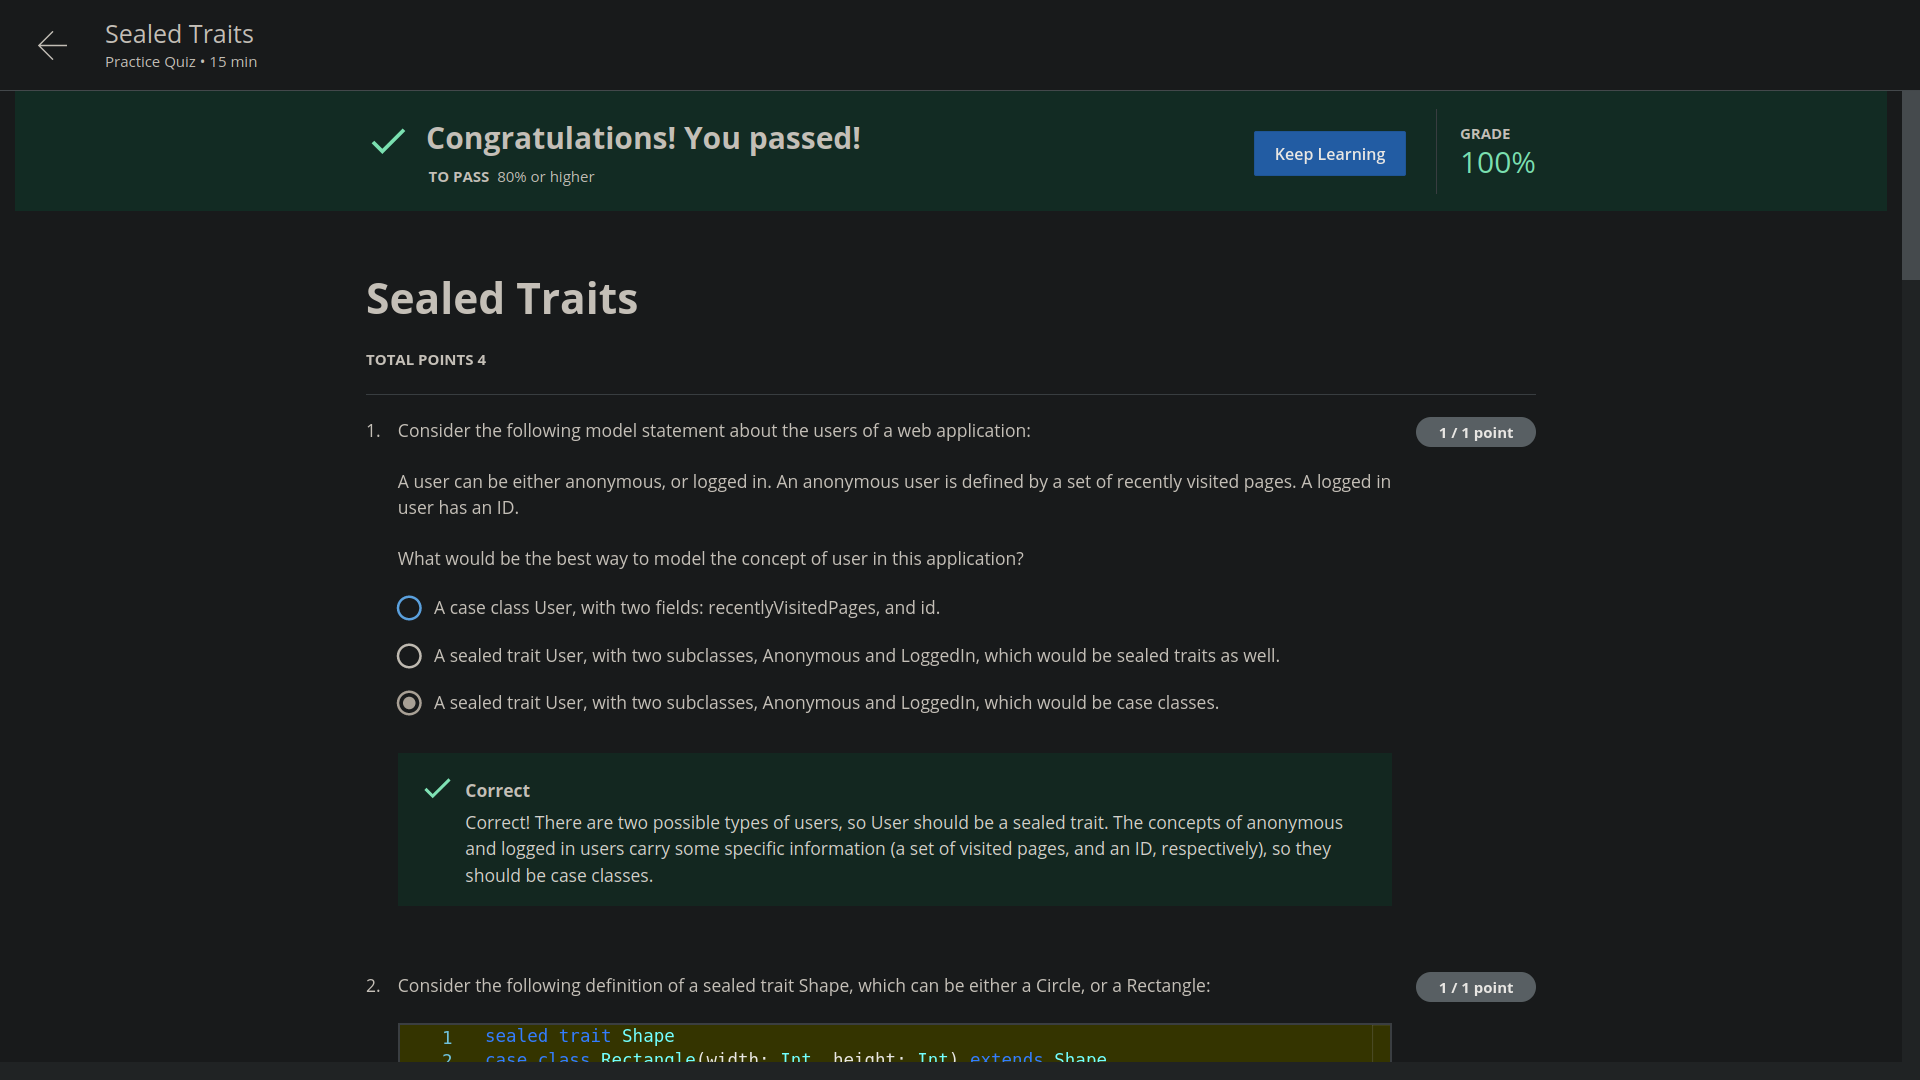 Sealed Traits
Practice Quiz • 15 min
Congratulations! You passed!
TO PASS 80% or higher
Keep Learning
GRADE
100%
Sealed Traits
TOTAL POINTS 4
1. Consider the following model statement about the users of a web application:
1 / 1 point
A user can be either anonymous, or logged in. An anonymous user is defined by a set of recently visited pages. A logged in
user has an ID.
What would be the best way to model the concept of user in this application?
A case class User, with two fields: recentlyVisitedPages, and id.
A sealed trait User, with two subclasses, Anonymous and LoggedIn, which would be sealed traits as well.
A sealed trait User, with two subclasses, Anonymous and LoggedIn, which would be case classes.
Correct
Correct! There are two possible types of users, so User should be a sealed trait. The concepts of anonymous
and logged in users carry some specific information (a set of visited pages, and an ID, respectively), so they
should be case classes.
2. Consider the following definition of a sealed trait Shape, which can be either a Circle, or a Rectangle:
1 / 1 point
1 sealed trait Shape
2 case class Rectangle(width: Int, height: Int) extends Shape